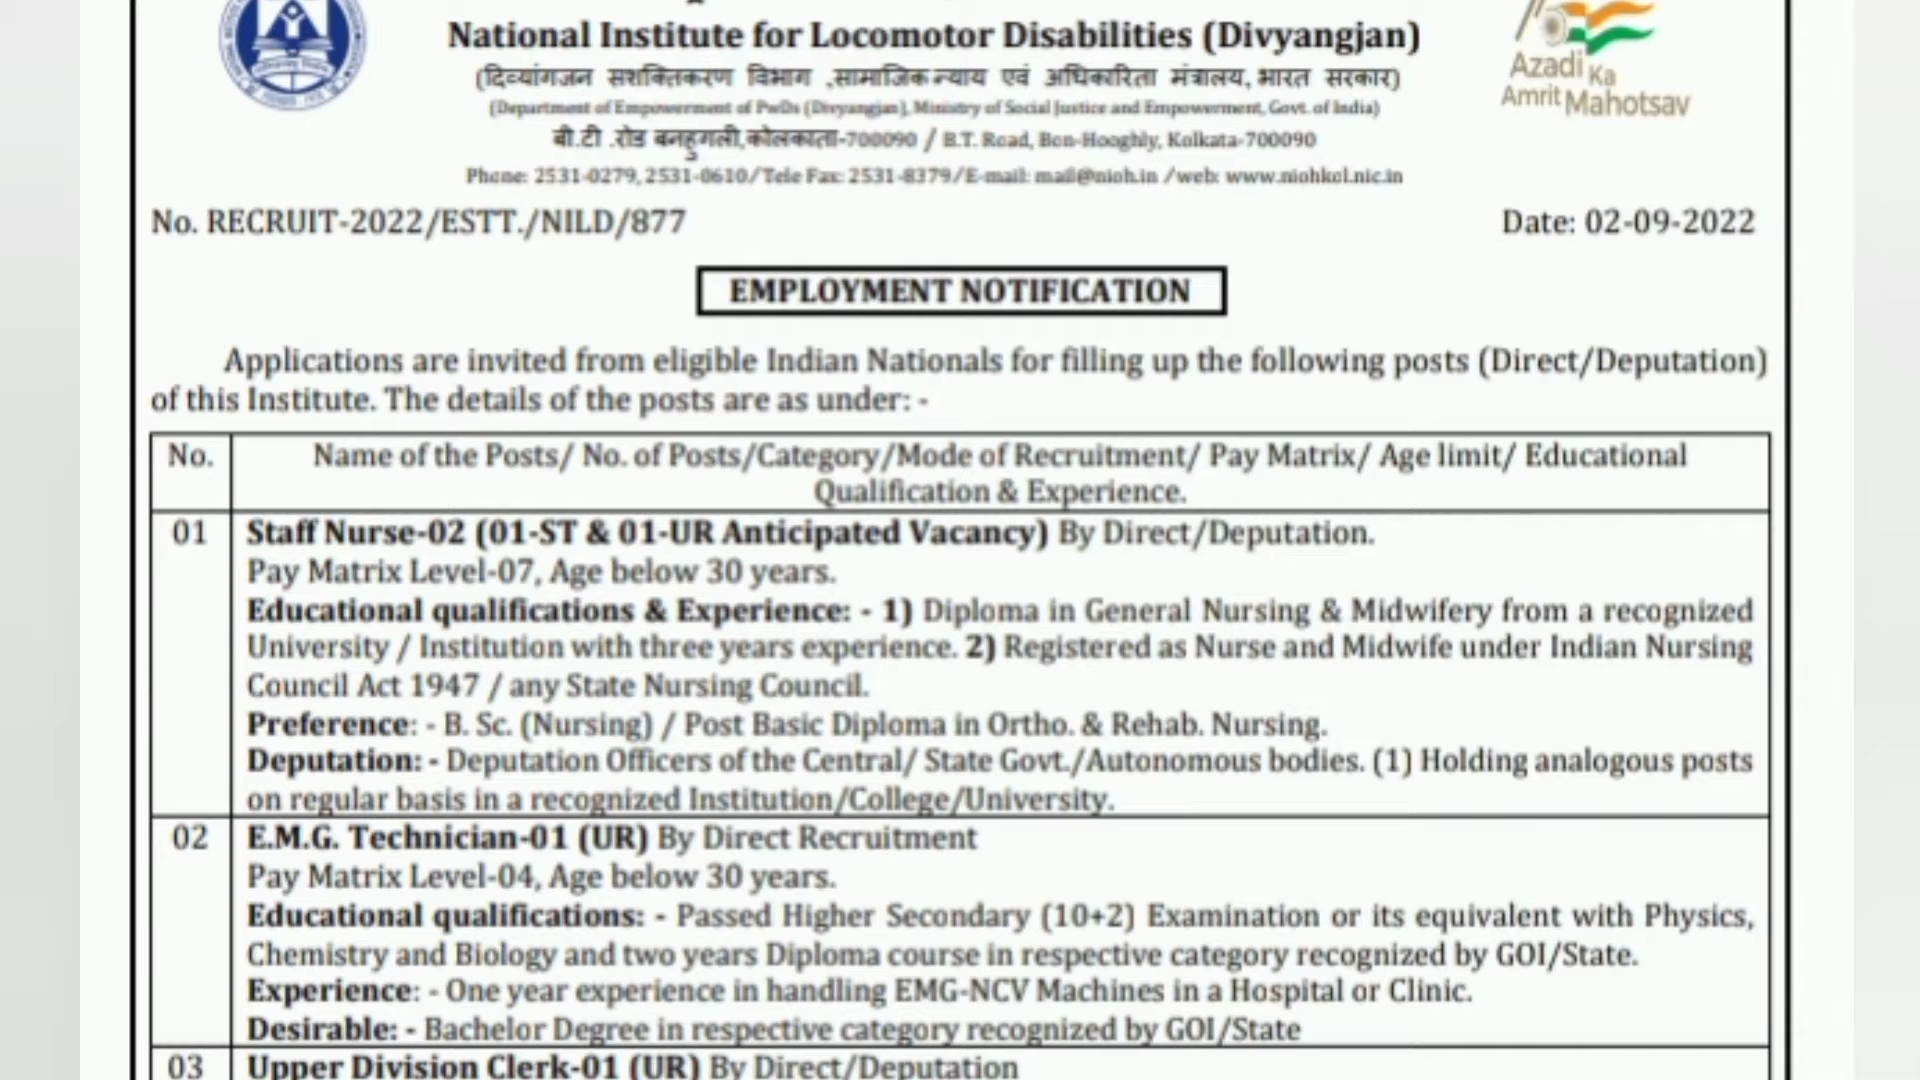 National Institute for Locomotor Disabilities (Divyangjan)
(दिव्यांगजन सशक्तिकरण विभाग ,सामाजिक न्याय एवं अधिकारिता मंत्रालय, भारत सरकार)
(Department of Empowerment of PwDs (Divyangjan), Ministry of Social Justice and Empowerment, Govt. of India)
बी.टी .रोड बनहुगली,कोलकाता-700090 / B.T. Road, Bon-Hooghly, Kolkata-700090
Phone: 2531-0279, 2531-0610/Tele Fax: 2531-8379/E-mail: mail@nioh.in /web: www.niohkol.nic.in
Azadi Ka
Amrit Mahotsav
No. RECRUIT-2022/ESTT./NILD/877 Date: 02-09-2022
EMPLOYMENT NOTIFICATION
Applications are invited from eligible Indian Nationals for filling up the following posts (Direct/Deputation)
of this Institute. The details of the posts are as under: -
No. Name of the Posts/ No. of Posts/Category/Mode of Recruitment/ Pay Matrix/ Age limit/ Educational
Qualification & Experience.
01 Staff Nurse-02 (01-ST & 01-UR Anticipated Vacancy) By Direct/Deputation.
Pay Matrix Level-07, Age below 30 years.
Educational qualifications & Experience: - 1) Diploma in General Nursing & Midwifery from a recognized
University / Institution with three years experience. 2) Registered as Nurse and Midwife under Indian Nursing
Council Act 1947 / any State Nursing Council.
Preference: - B. Sc. (Nursing) / Post Basic Diploma in Ortho. & Rehab. Nursing.
Deputation: - Deputation Officers of the Central/ State Govt./Autonomous bodies. (1) Holding analogous posts
on regular basis in a recognized Institution/College/University.
02 E.M.G. Technician-01 (UR) By Direct Recruitment
Pay Matrix Level-04, Age below 30 years.
Educational qualifications: - Passed Higher Secondary (10+2) Examination or its equivalent with Physics,
Chemistry and Biology and two years Diploma course in respective category recognized by GOI/State.
Experience: - One year experience in handling EMG-NCV Machines in a Hospital or Clinic.
Desirable: - Bachelor Degree in respective category recognized by GOI/State
03 Upper Division Clerk-01 (UR) By Direct/Deputation